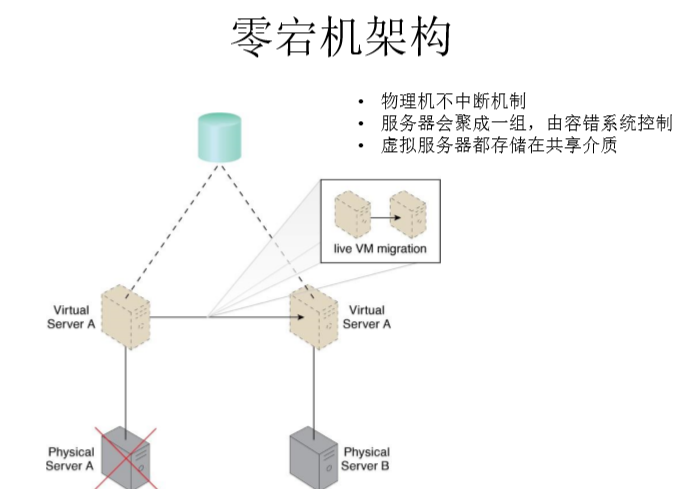 零宕机架构
• 物理机不中断机制
• 服务器会聚成一组，由容错系统控制
• 虚拟服务器都存储在共享介质
live VM migration
Virtual
Server A
Virtual
Server A
Physical
Server A
Physical
Server B